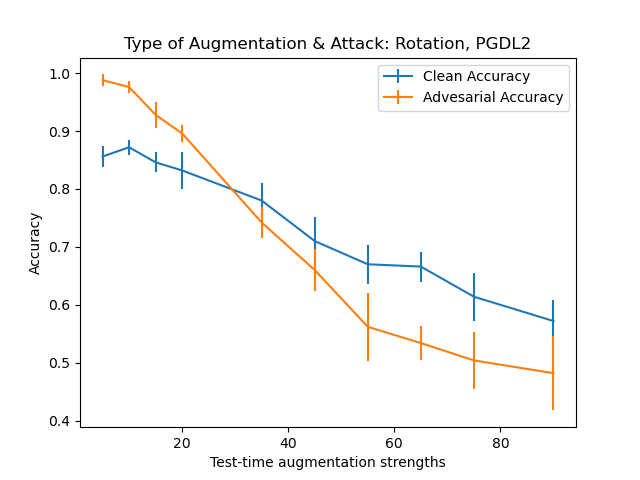 Type of Augmentation & Attack: Rotation, PGDL2
Clean Accuracy
Advesarial Accuracy
Accuracy
1.0
0.9
0.8
0.7
0.6
0.5
0.4
20 40 60 80
Test-time augmentation strengths